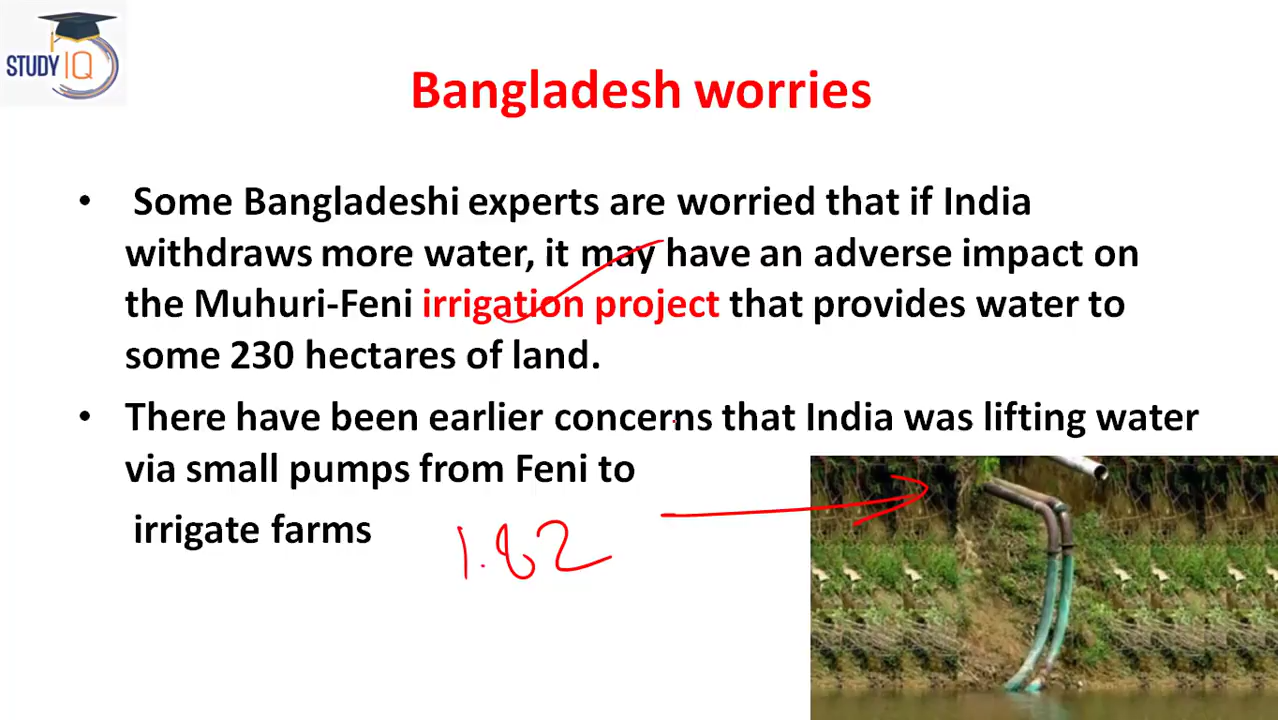 STUDY IQ
Bangladesh worries
• Some Bangladeshi experts are worried that if India
withdraws more water, it may have an adverse impact on
the Muhuri-Feni irrigation project that provides water to
some 230 hectares of land.
• There have been earlier concerns that India was lifting water
via small pumps from Feni to
irrigate farms
1.82